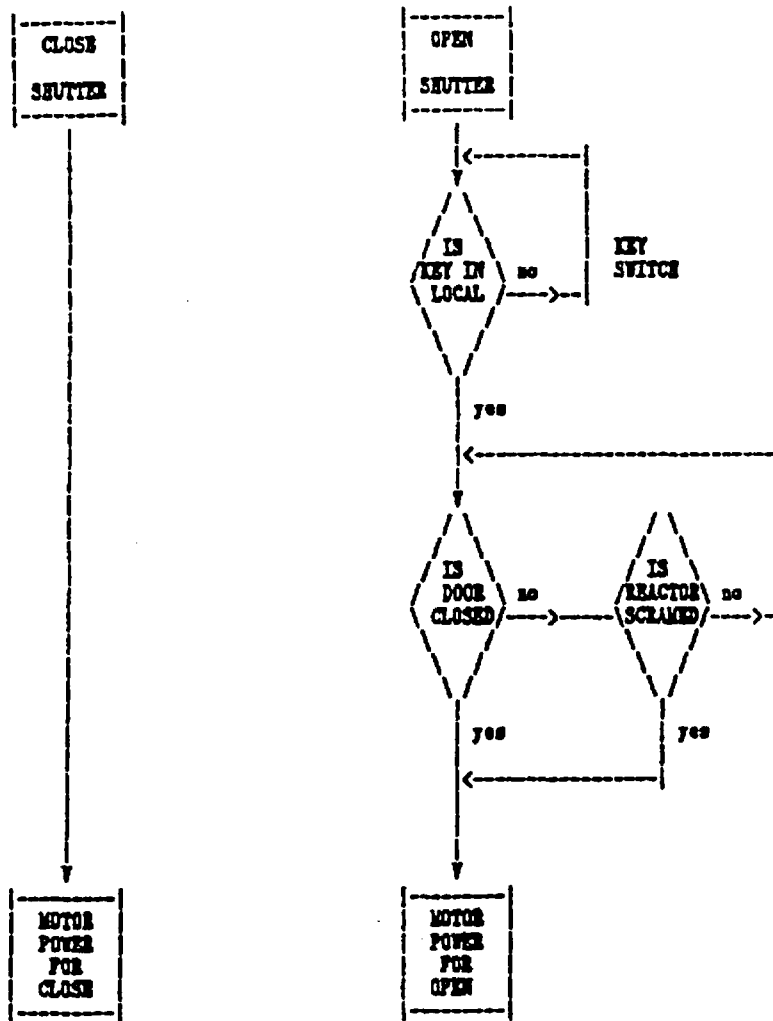 CLOSE
SHUTTER
OPEN
SHUTTER
IS
KEY IN
LOCAL
no
KEY
SWITCH
yes
IS
DOOR
CLOSED
no
IS
REACTOR
SCRAMED
no
yes
yes
MOTOR
POWER
FOR
CLOSE
MOTOR
POWER
FOR
OPEN